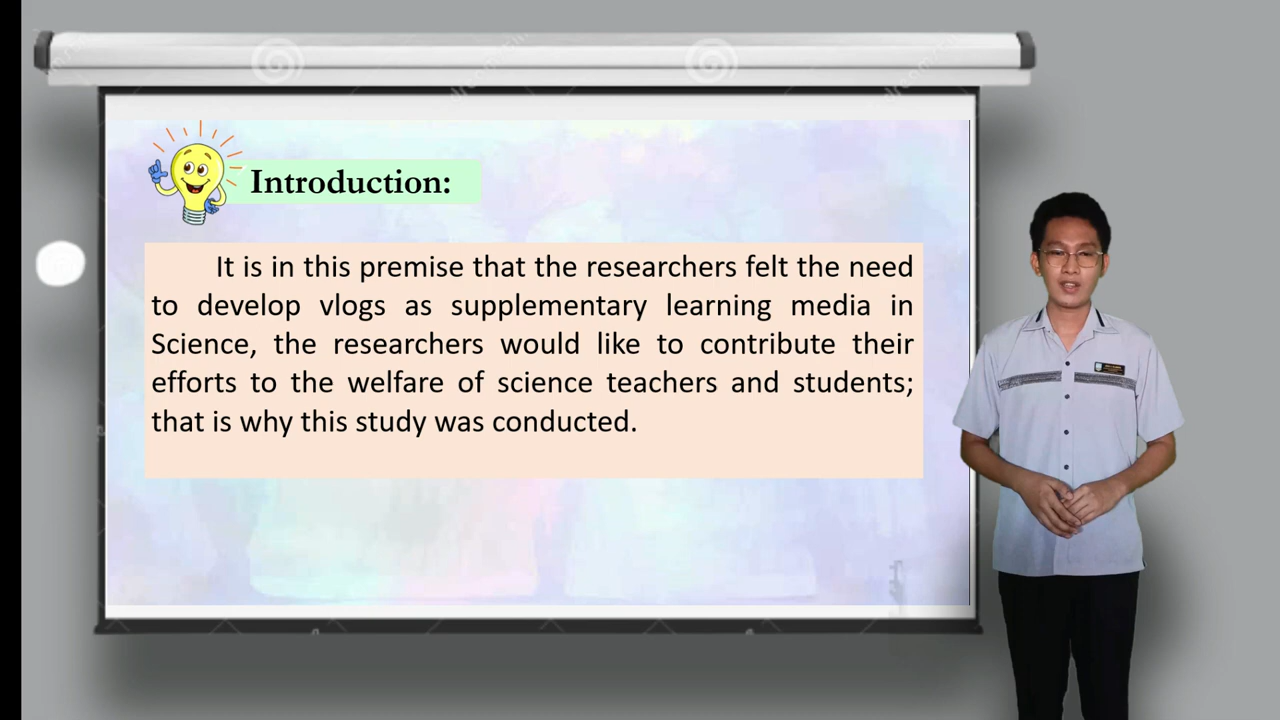 Introduction:
It is in this premise that the researchers felt the need
to develop vlogs as supplementary learning media in
Science, the researchers would like to contribute their
efforts to the welfare of science teachers and students;
that is why this study was conducted.